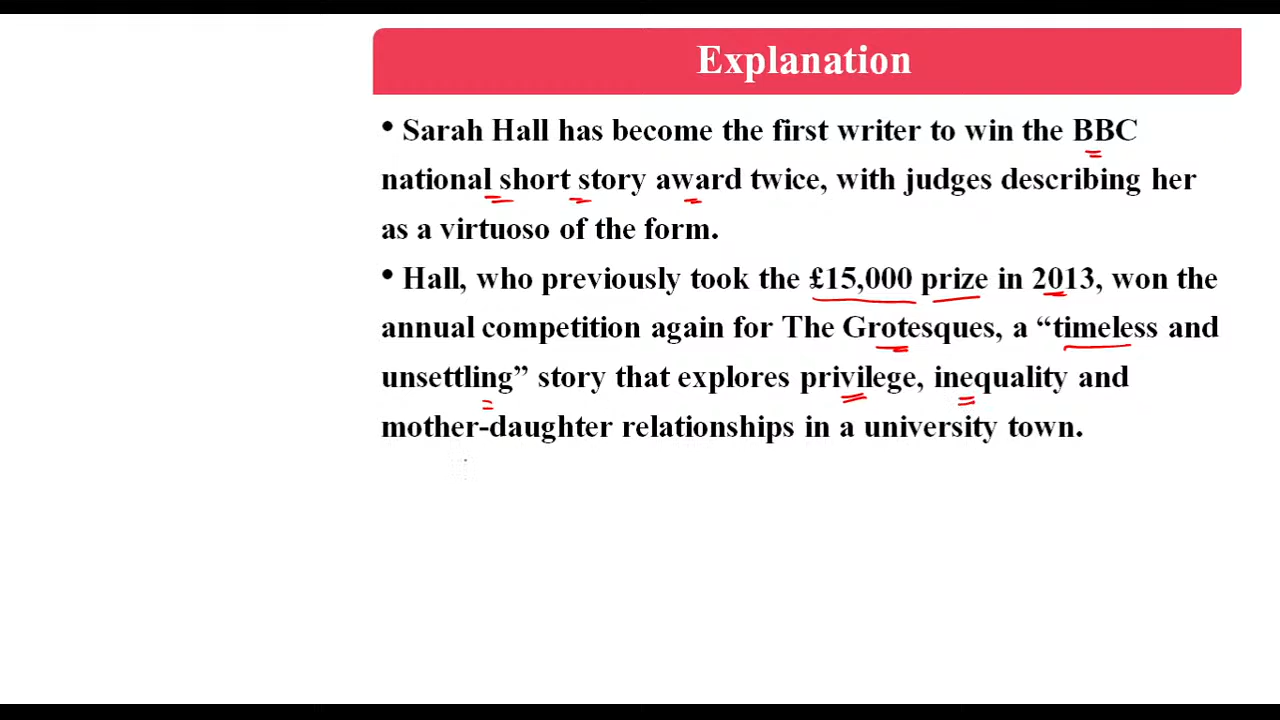 Explanation
• Sarah Hall has become the first writer to win the BBC
national short story award twice, with judges describing her
as a virtuoso of the form.
• Hall, who previously took the £15,000 prize in 2013, won the
annual competition again for The Grotesques, a “timeless and
unsettling” story that explores privilege, inequality and
mother-daughter relationships in a university town.